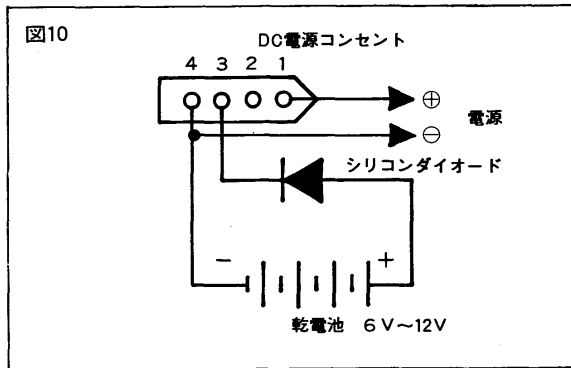 図10
DC電源コンセント
4 3 2 1
⊕
電源
⊖
シリコンダイオード
− +
乾電池 6V〜12V